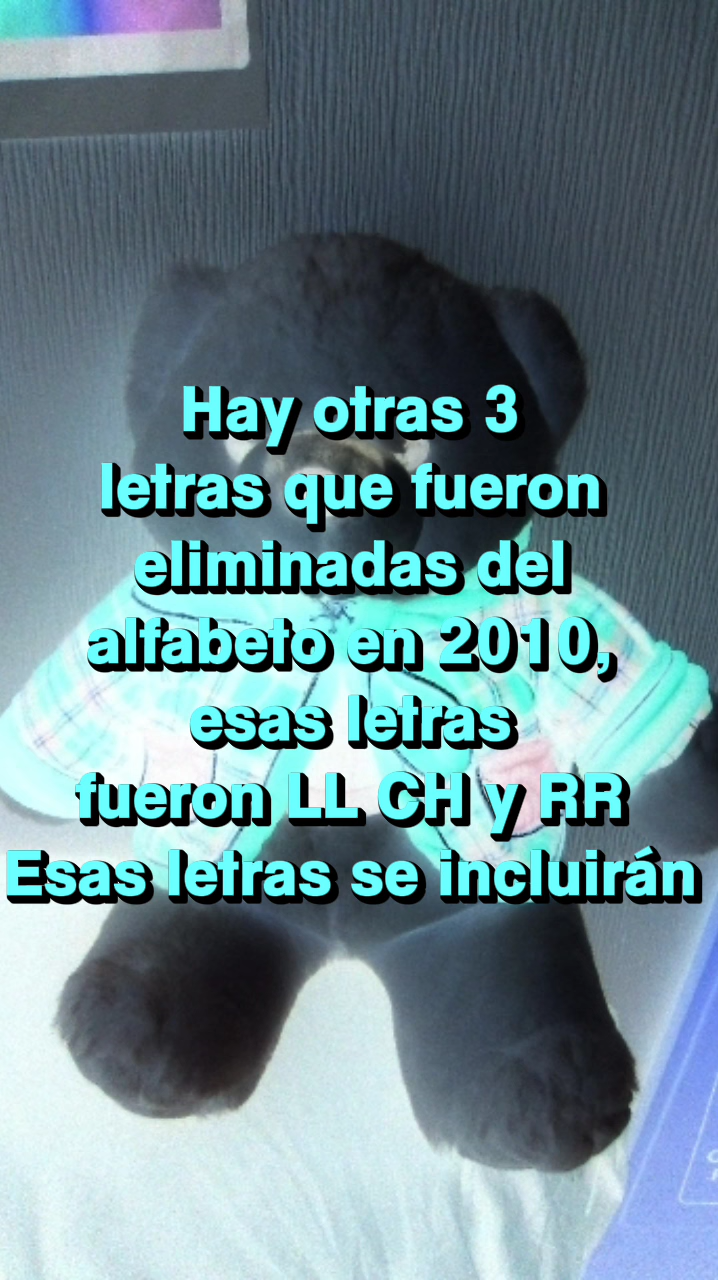 Hay otras 3
letras que fueron
eliminadas del
alfabeto en 2010,
esas letras
fueron LL CH y RR
Esas letras se incluirán